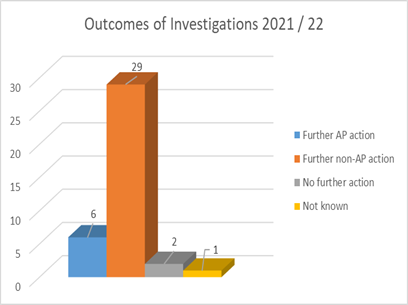 Outcomes of Investigations 2021 / 22
30
25
20
15
10
5
0
6
29
2
1
Further AP action
Further non-AP action
No further action
Not known